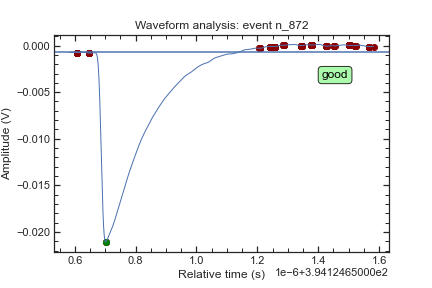 Waveform analysis: event n_872
0.000
−0.005
−0.010
−0.015
−0.020
Amplitude (V)
good
0.6
0.8
1.0
1.2
1.4
1.6
Relative time (s)
1e−6+3.9412465000e2